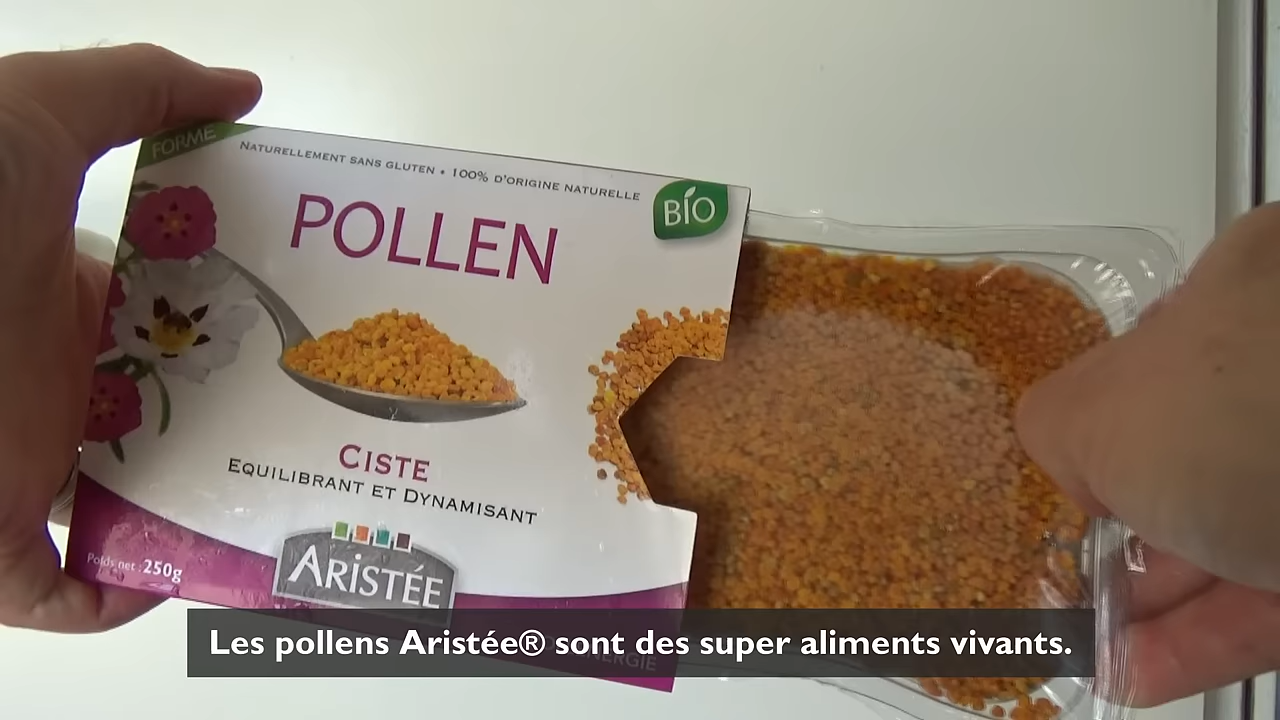 FORME
NATURELLEMENT SANS GLUTEN • 100% D'ORIGINE NATURELLE
BIO
POLLEN
CISTE
EQUILIBRANT ET DYNAMISANT
ARISTÉE
Poids net : 250g
Les pollens Aristée® sont des super aliments vivants.